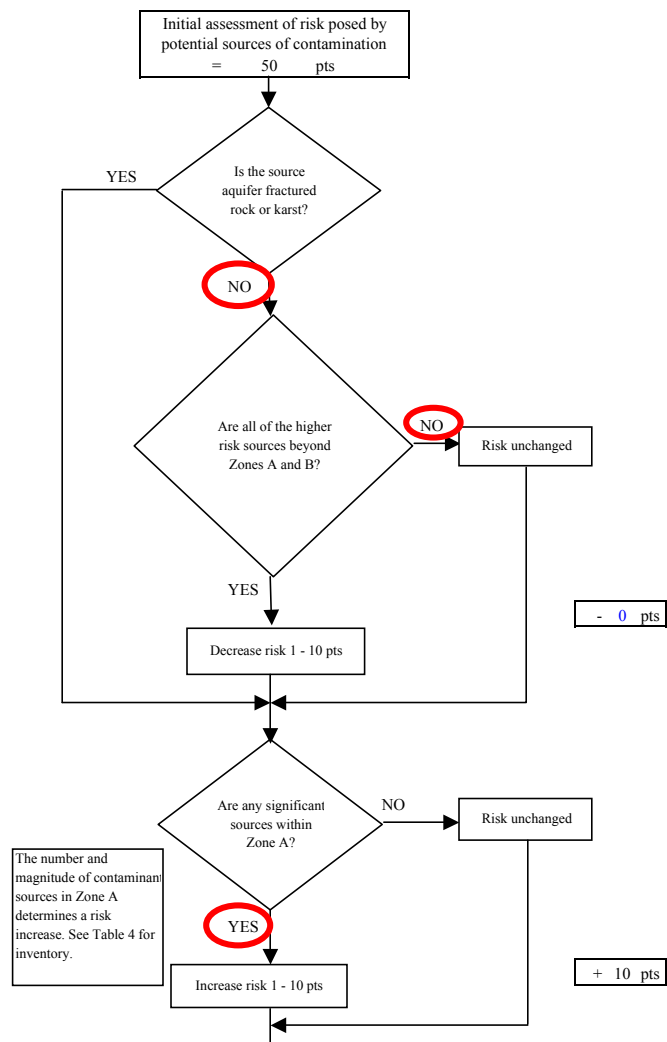 Initial assessment of risk posed by
potential sources of contamination
= 50 pts
YES
Is the source
aquifer fractured
rock or karst?
NO
Are all of the higher
risk sources beyond
Zones A and B?
NO
Risk unchanged
YES
- 0 pts
Decrease risk 1 - 10 pts
Are any significant
sources within
Zone A?
NO
Risk unchanged
The number and
magnitude of contaminant
sources in Zone A
determines a risk
increase. See Table 4 for
inventory.
YES
+ 10 pts
Increase risk 1 - 10 pts